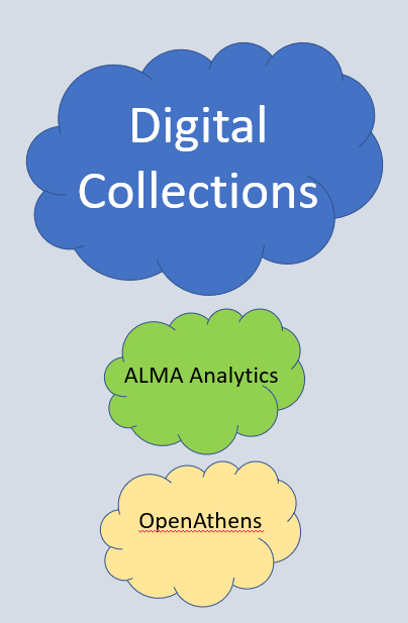 Digital
Collections
ALMA Analytics
OpenAthens